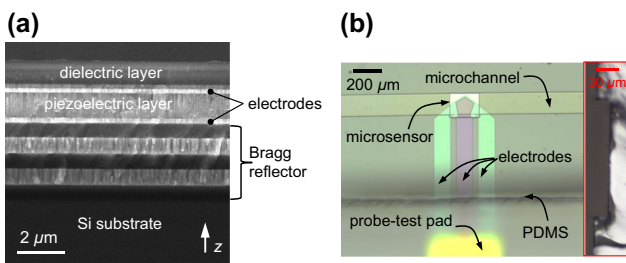 (a)
dielectric layer
piezoelectric layer
electrodes
Bragg
reflector
Si substrate
2 μm
z
(b)
200 μm
microchannel
microsensor
electrodes
probe-test pad
PDMS